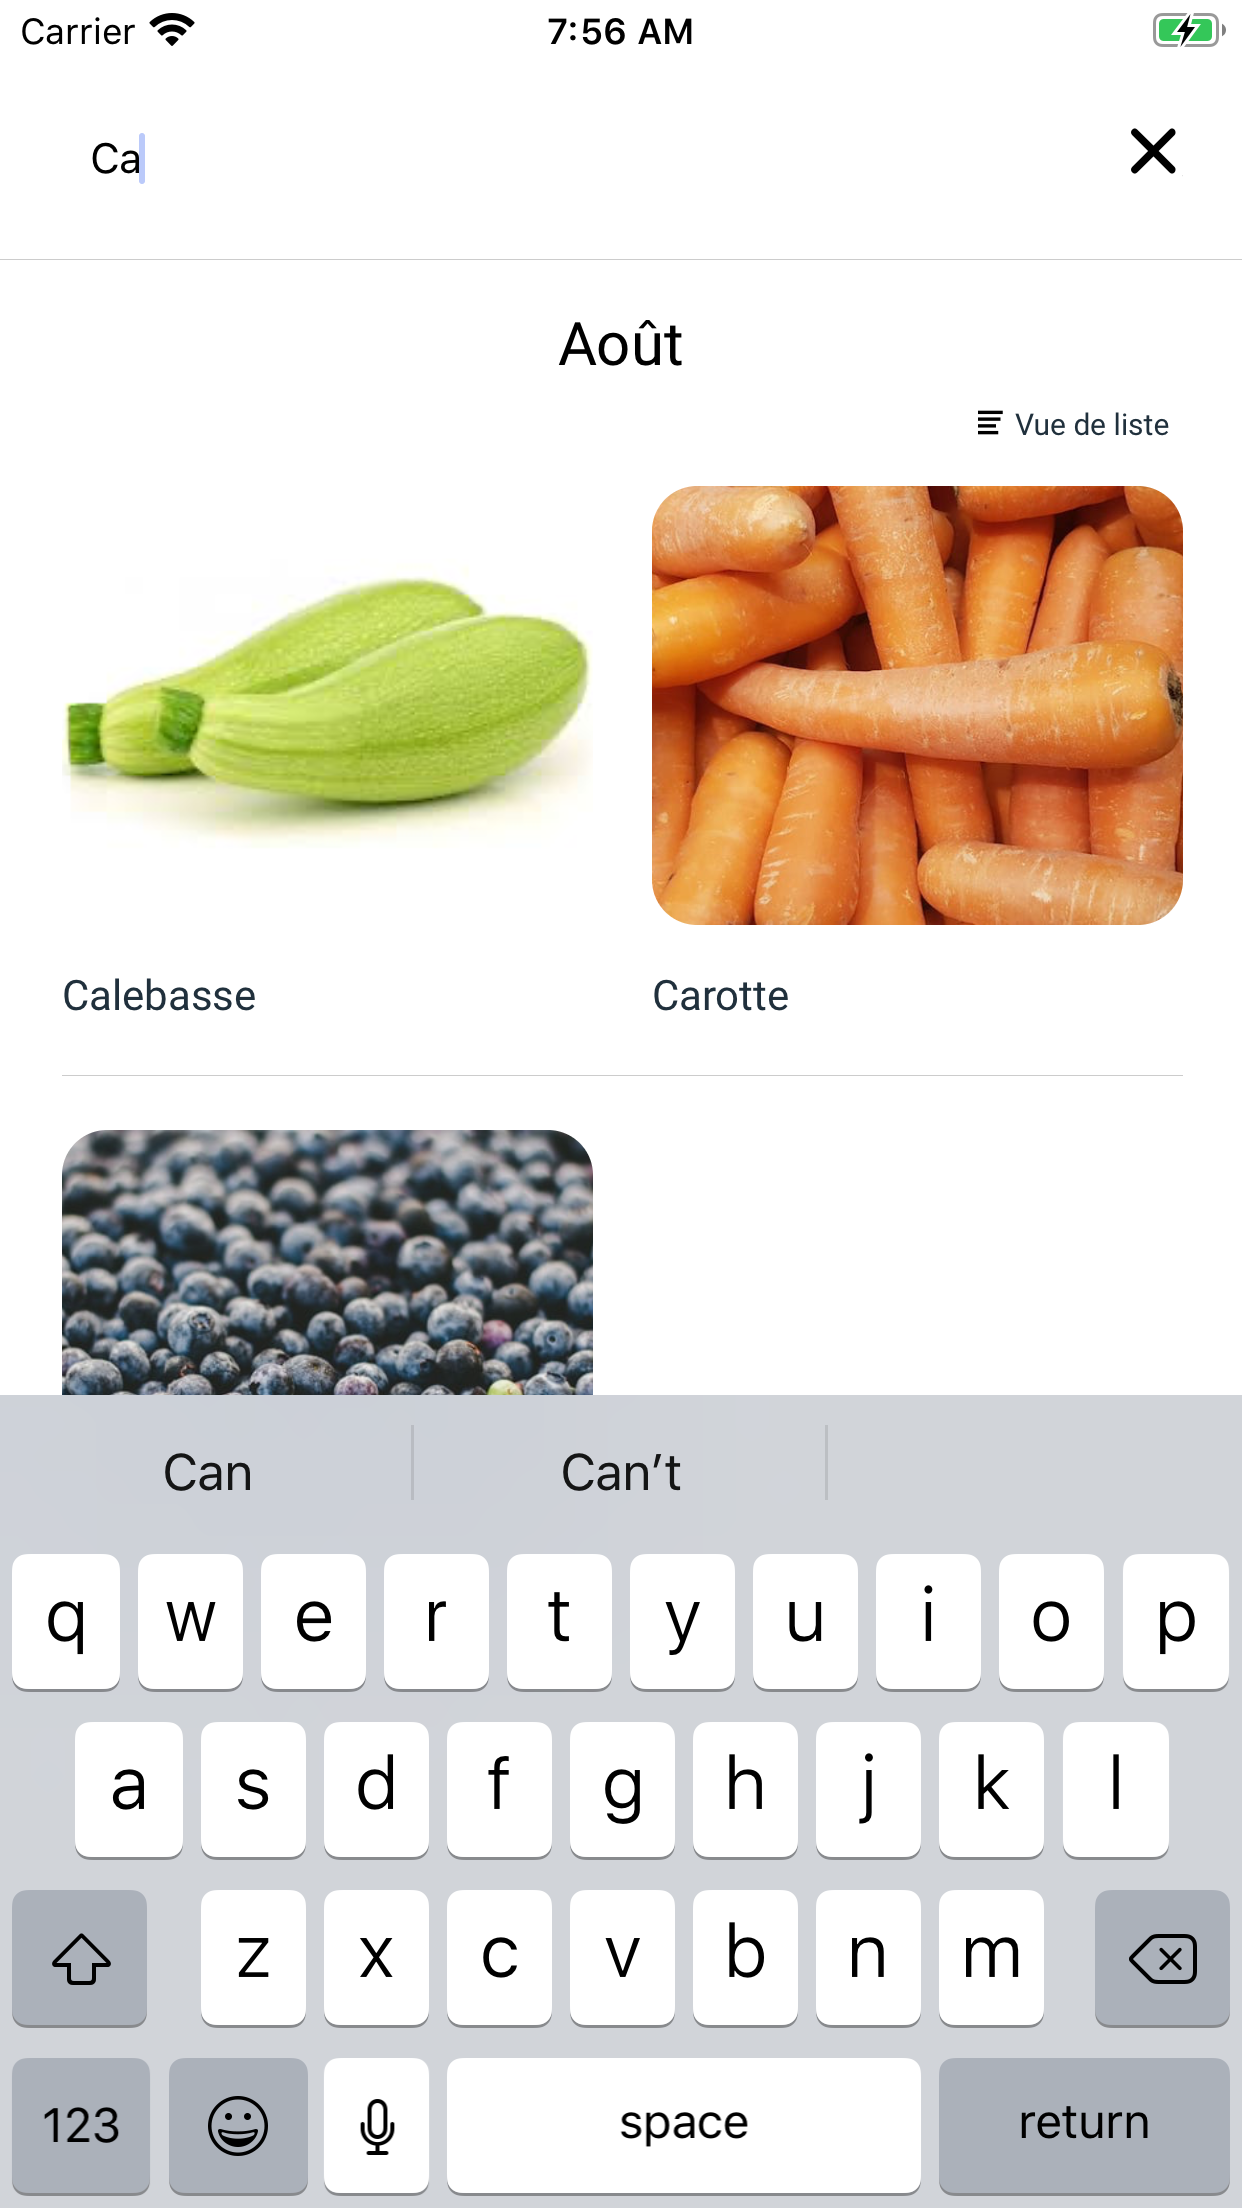 Carrier 7:56 AM
Ca
Août
Vue de liste
Calebasse Carotte
Can Can’t
q w e r t y u i o p
a s d f g h j k l
z x c v b n m
123 space return